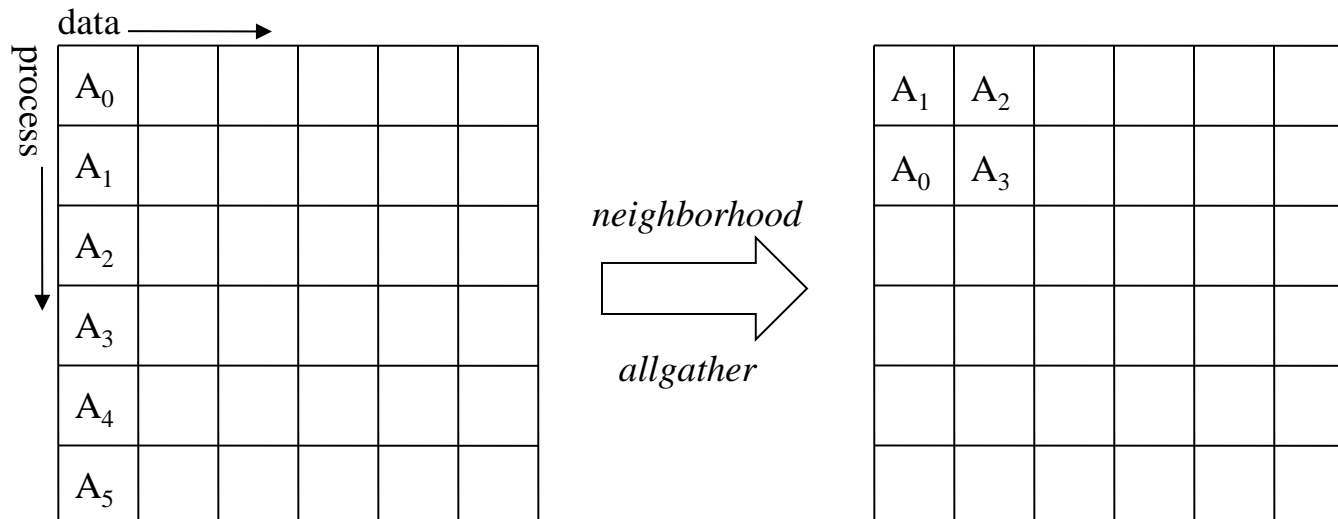 data
process
A₀
A₁
A₂
A₃
A₄
A₅
neighborhood
allgather
A₁ A₂
A₀ A₃